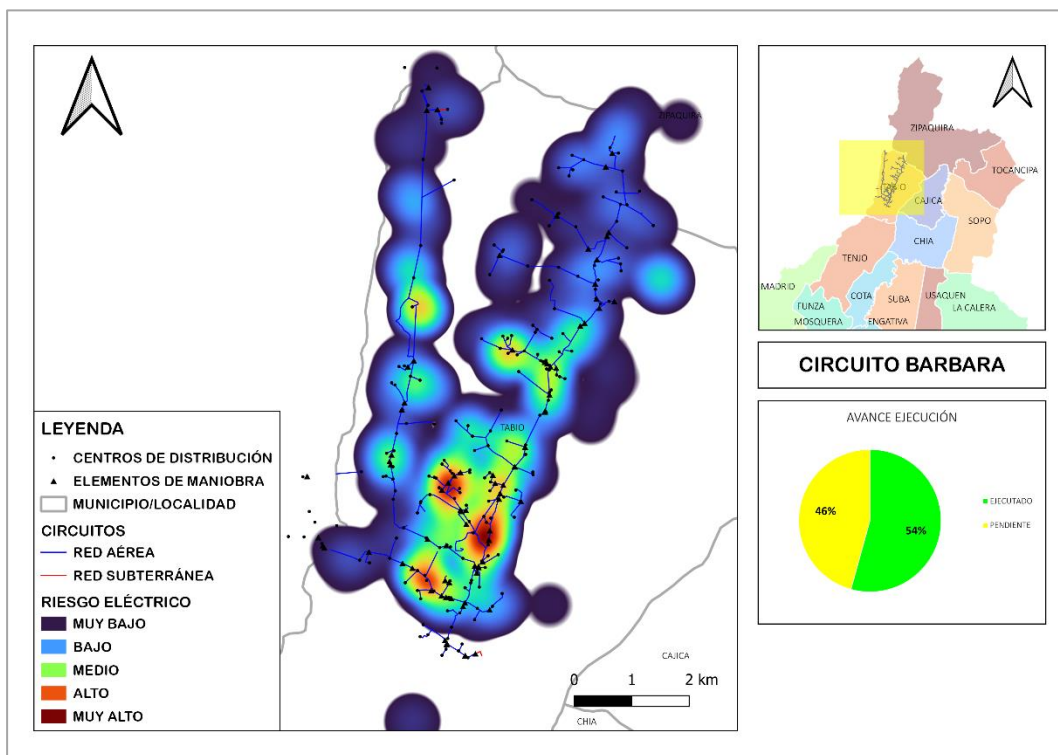 ZIPAQUIRA
TABIO
CAJICA
CHIA
0 1 2 km
LEYENDA
CENTROS DE DISTRIBUCIÓN
ELEMENTOS DE MANIOBRA
MUNICIPIO/LOCALIDAD
CIRCUITOS
RED AÉREA
RED SUBTERRÁNEA
RIESGO ELÉCTRICO
MUY BAJO
BAJO
MEDIO
ALTO
MUY ALTO
ZIPAQUIRA
TOCANCIPA
CAJICA
SOPO
CHIA
TENJO
MADRID
COTA
SUBA
USAQUEN
FUNZA
LA CALERA
MOSQUERA
ENGATIVA
CIRCUITO BARBARA
AVANCE EJECUCIÓN
46%
54%
EJECUTADO
PENDIENTE